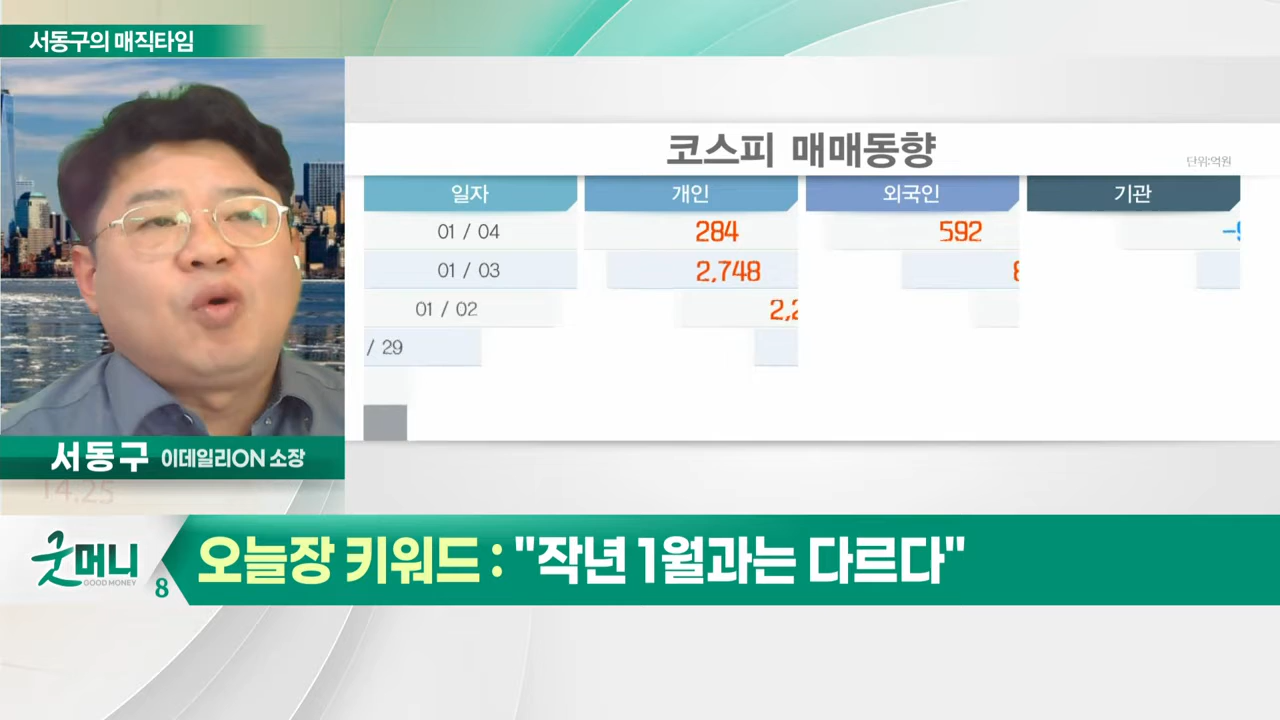 서동구의 매직타임
코스피 매매동향
단위:억원
일자 개인 외국인 기관
01 / 04 284 592
01 / 03 2,748
01 / 02
/ 29
서동구 이데일리ON 소장
14.25
굿머니
GOOD MONEY
8
오늘장 키워드 : "작년 1월과는 다르다"